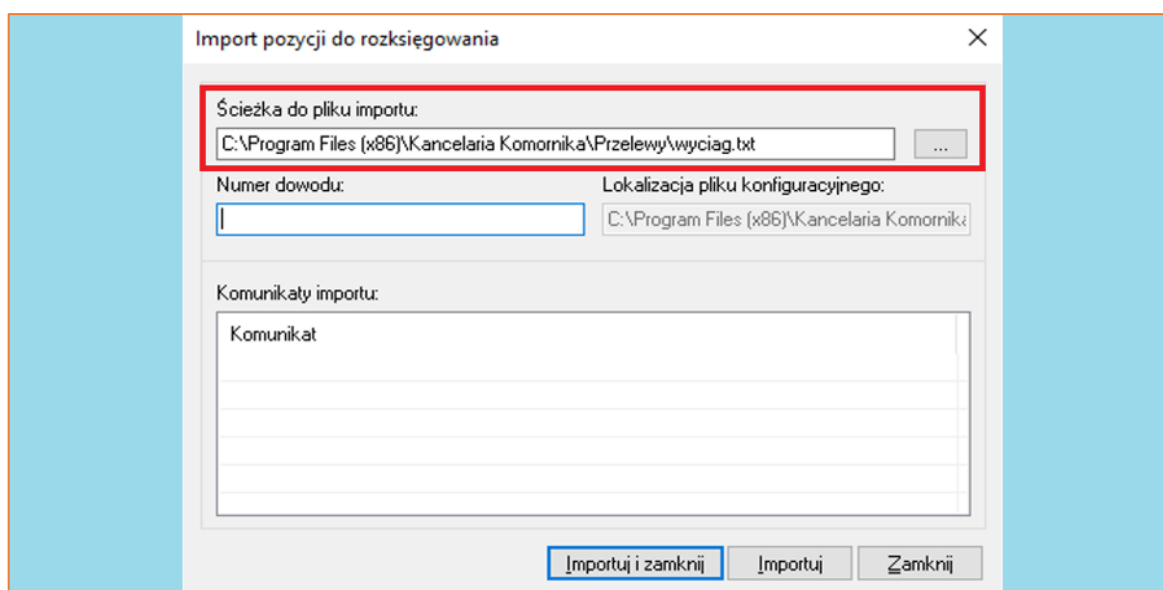 Import pozycji do rozksięgowania
Ścieżka do pliku importu:
C:\Program Files (x86)\Kancelaria Komornika\Przelewy\wyciag.txt
...
Numer dowodu:
Lokalizacja pliku konfiguracyjnego:
C:\Program Files (x86)\Kancelaria Komornika
Komunikaty importu:
Komunikat
Importuj i zamknij
Importuj
Zamknij